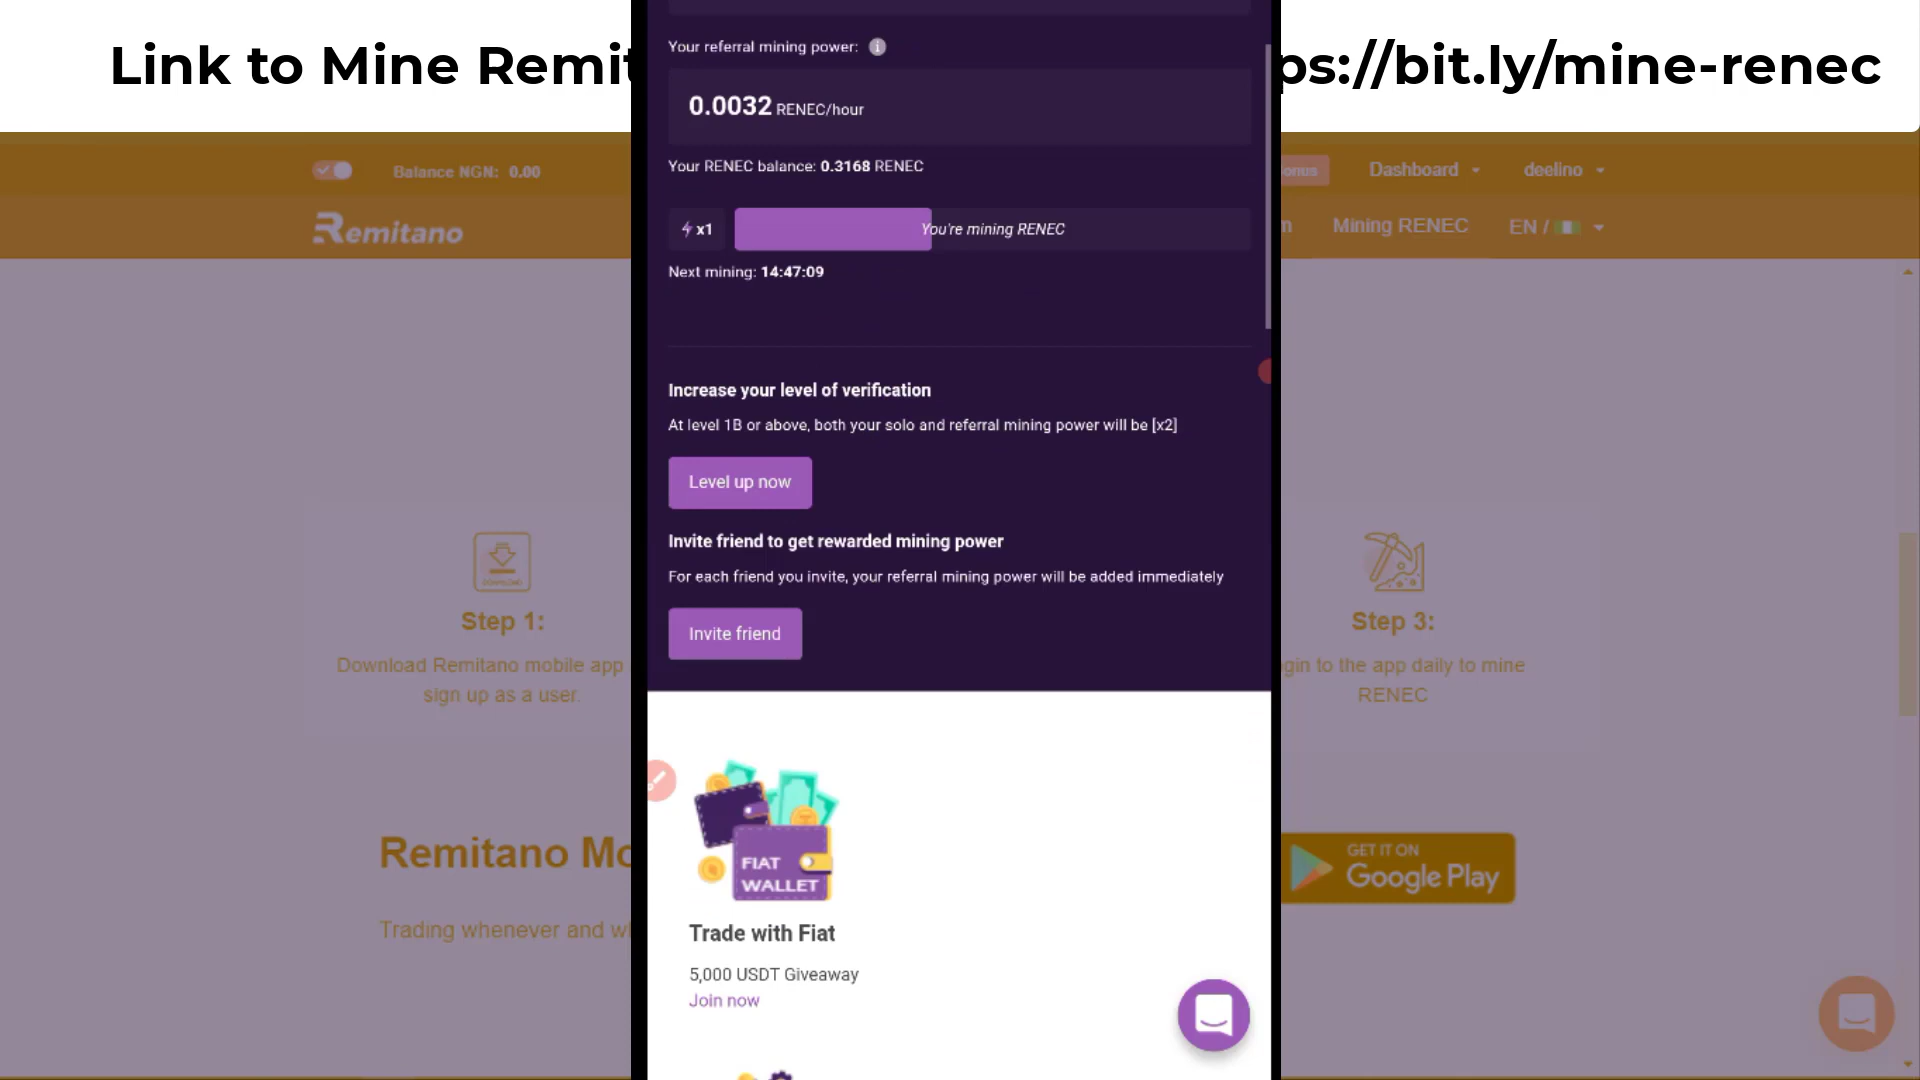 Link to Mine Remit
ps://bit.ly/mine-renec
Your referral mining power:
0.0032 RENEC/hour
Your RENEC balance: 0.3168 RENEC
x1
You're mining RENEC
Next mining: 14:47:09
Increase your level of verification
At level 1B or above, both your solo and referral mining power will be [x2]
Level up now
Invite friend to get rewarded mining power
For each friend you invite, your referral mining power will be added immediately
Invite friend
FIAT
WALLET
Trade with Fiat
5,000 USDT Giveaway
Join now
Balance NGN: 0.00
onus
Dashboard
deelino
Remitano
Mining RENEC
EN /
DOWNLOAD
Step 1:
Download Remitano mobile app
sign up as a user.
Step 3:
gin to the app daily to mine
RENEC
Remitano Mo
Trading whenever and w
GET IT ON
Google Play